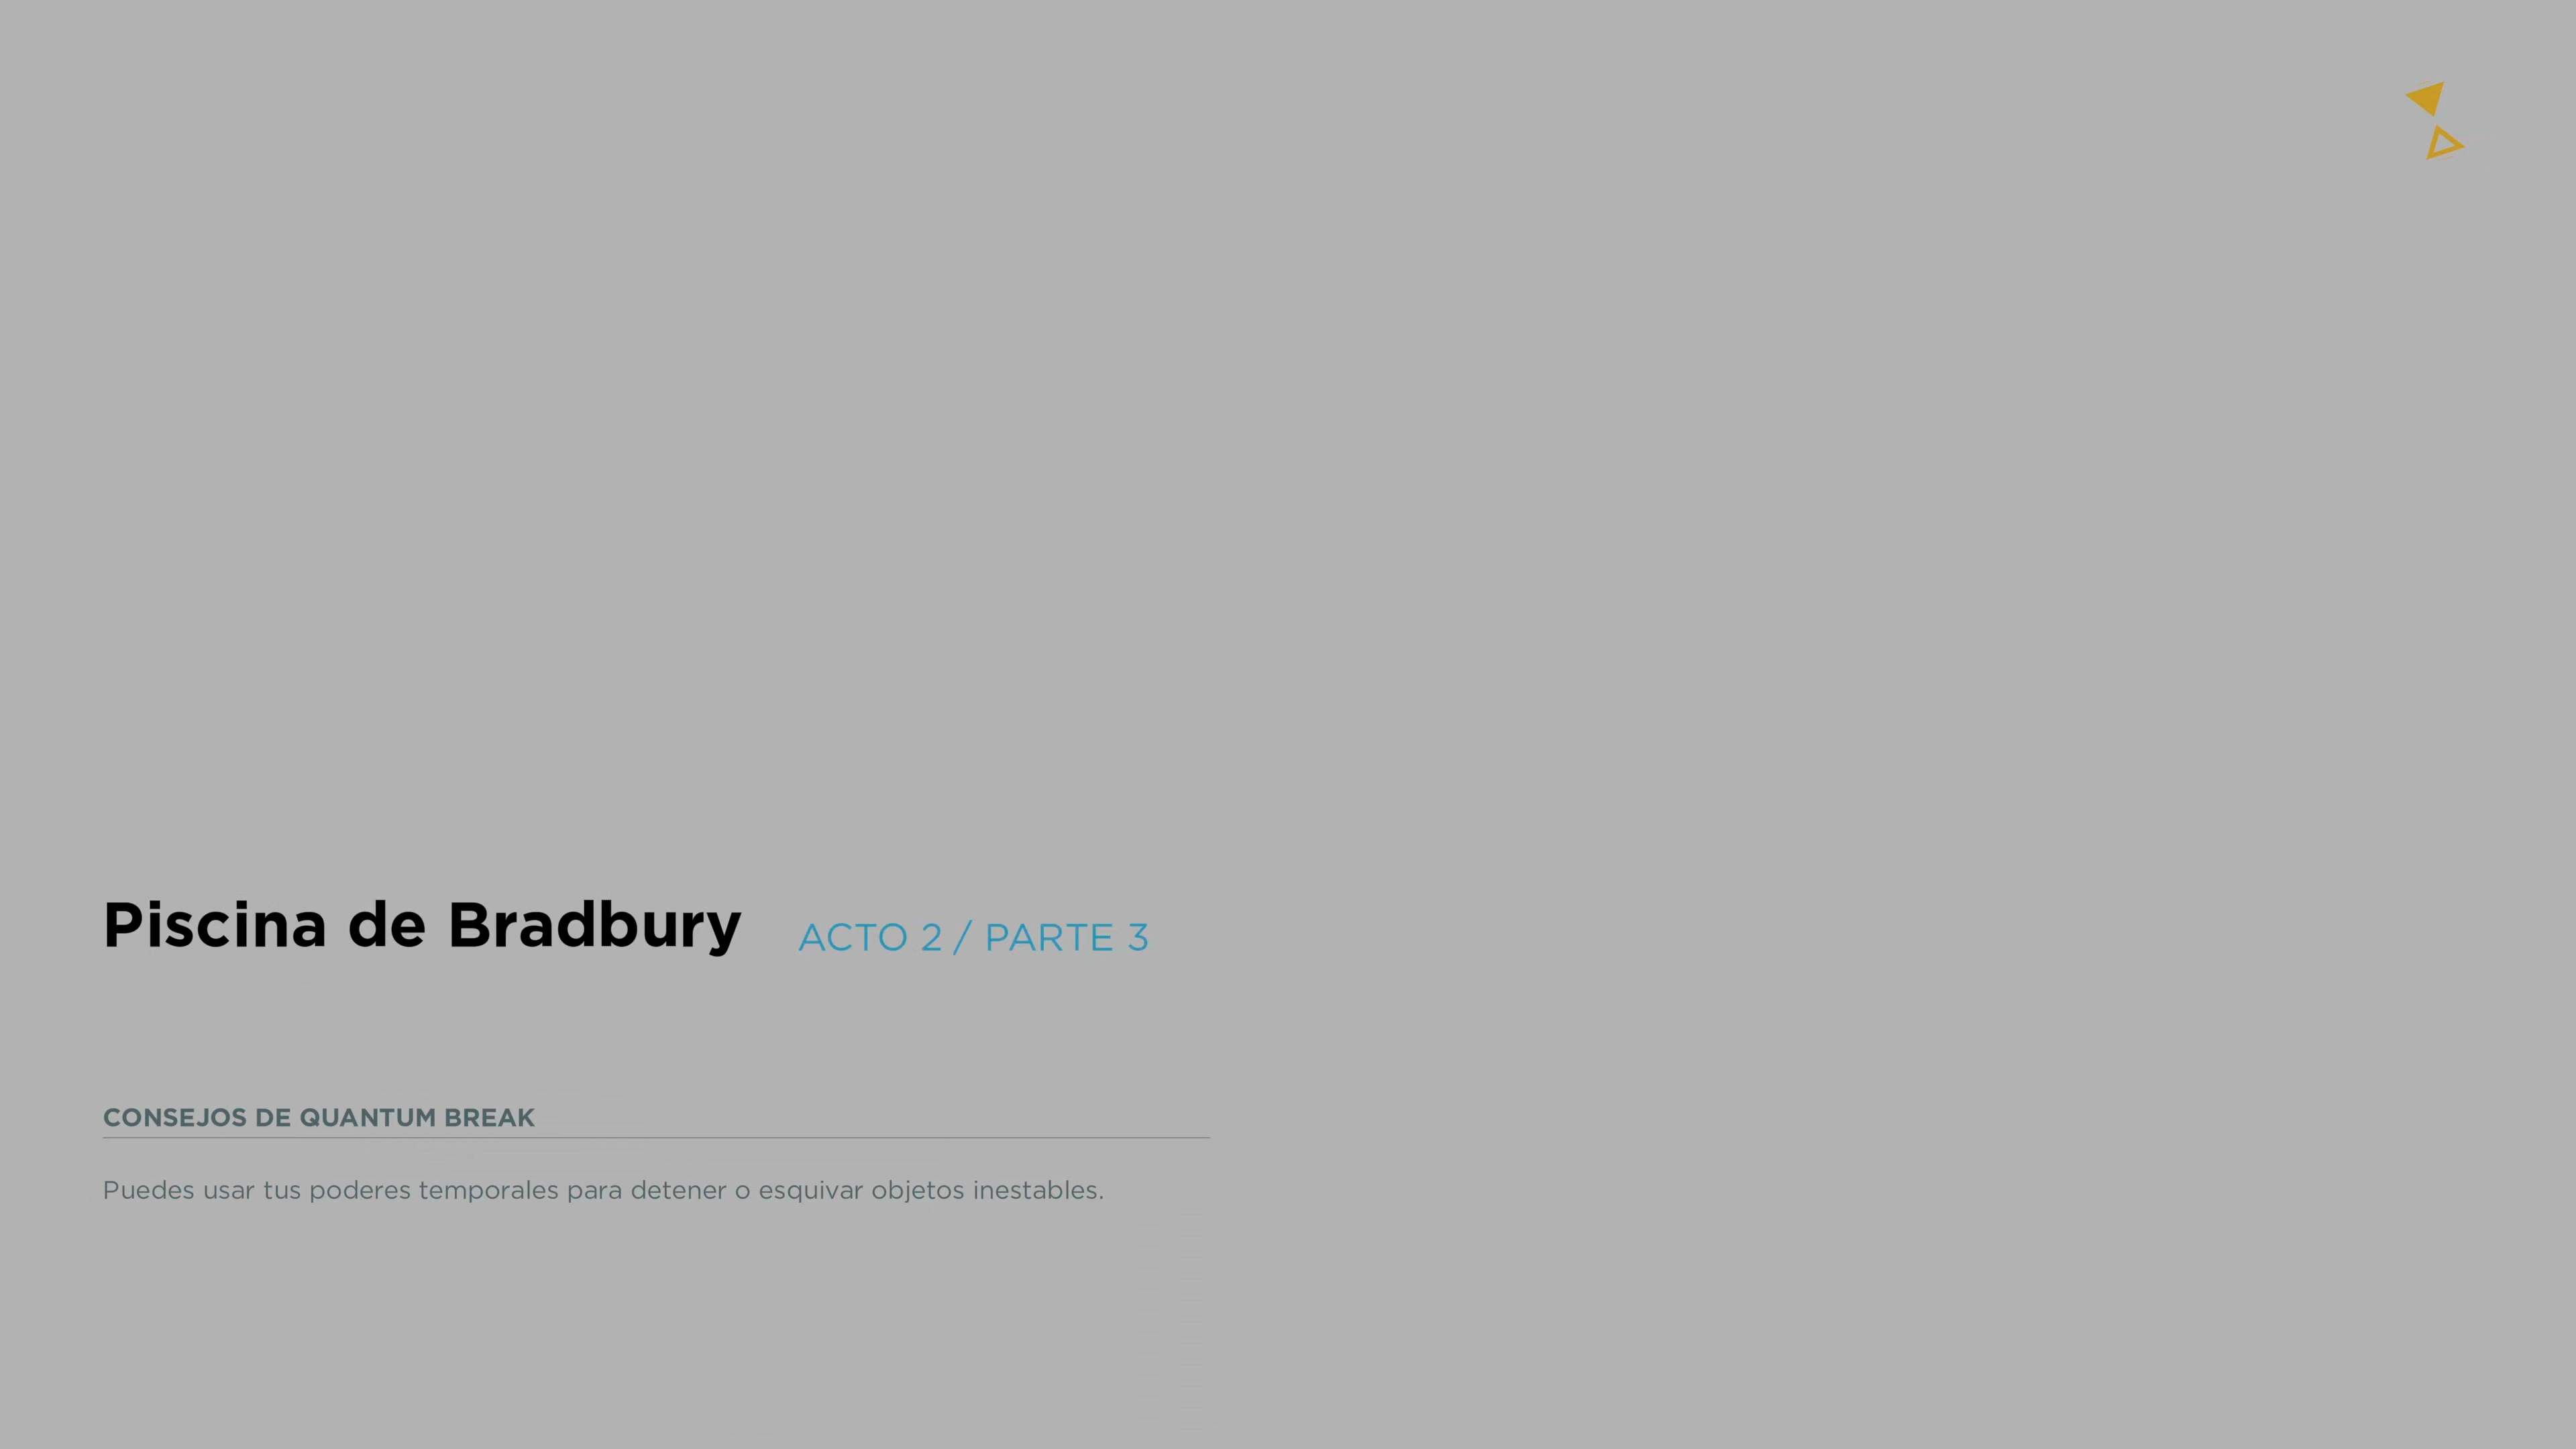 Piscina de Bradbury ACTO 2 / PARTE 3
CONSEJOS DE QUANTUM BREAK
Puedes usar tus poderes temporales para detener o esquivar objetos inestables.